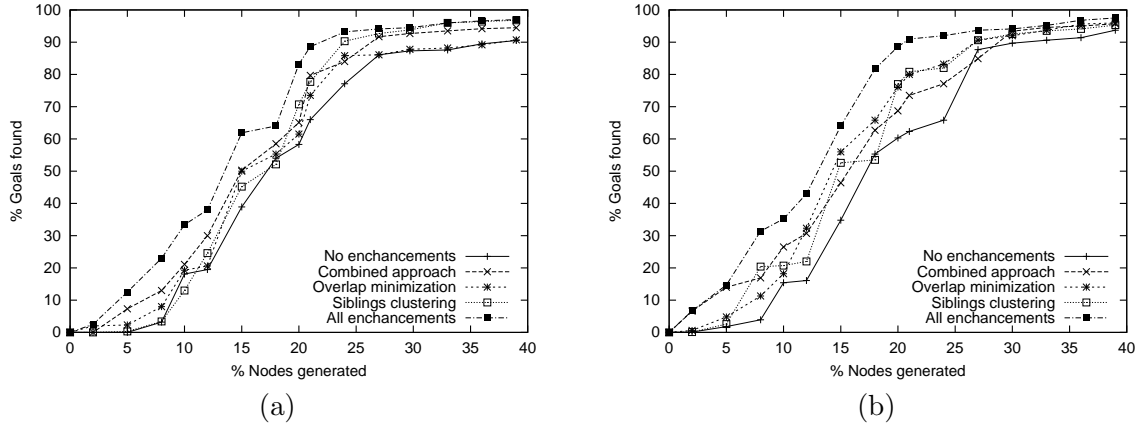 100
90
80
70
60
50
40
30
20
10
0
% Goals found
No enchancements
Combined approach
Overlap minimization
Siblings clustering
All enchancements
0 5 10 15 20 25 30 35 40
% Nodes generated
(a)
100
90
80
70
60
50
40
30
20
10
0
% Goals found
No enchancements
Combined approach
Overlap minimization
Siblings clustering
All enchancements
0 5 10 15 20 25 30 35 40
% Nodes generated
(b)